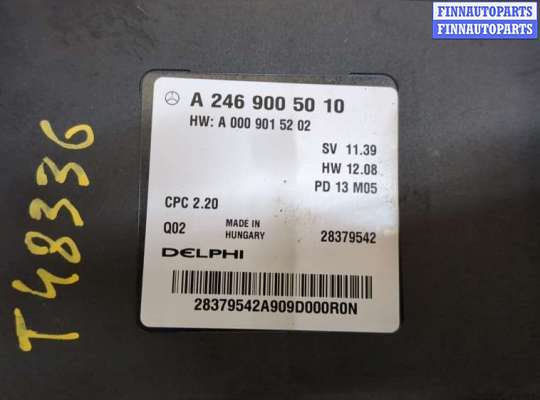 FINNAUTOPARTS
FINNAUTOPARTS
A 246 900 50 10
HW: A 000 901 52 02
SV 11.39
HW 12.08
PD 13 M05
CPC 2.20
Q02
MADE IN
HUNGARY
28379542
DELPHI
28379542A909D000R0N
T48336